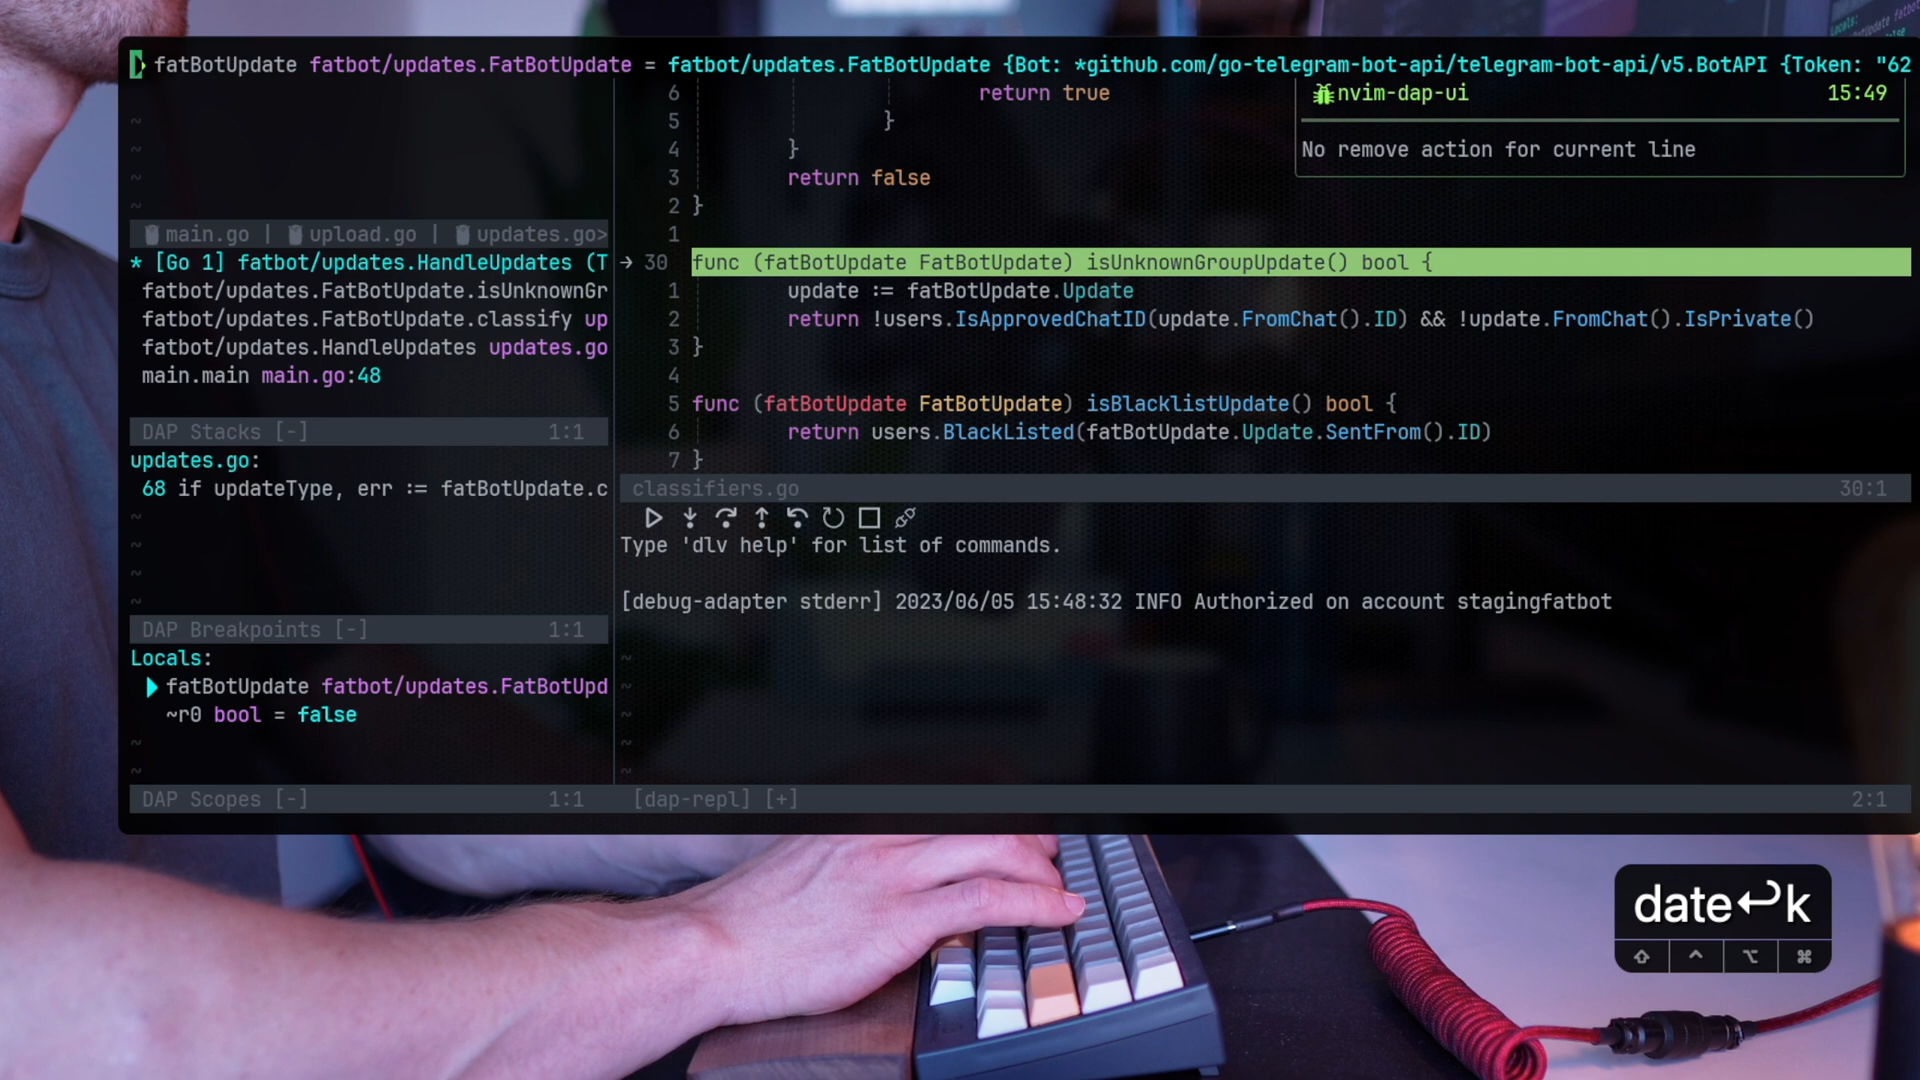 fatBotUpdate fatbot/updates.FatBotUpdate = fatbot/updates.FatBotUpdate {Bot: *github.com/go-telegram-bot-api/telegram-bot-api/v5.BotAPI {Token: "62
6 return true
5 }
4 }
3 return false
2 }
1
nvim-dap-ui 15:49
No remove action for current line
main.go | upload.go | updates.go>
* [Go 1] fatbot/updates.HandleUpdates (T
fatbot/updates.FatBotUpdate.isUnknownGr
fatbot/updates.FatBotUpdate.classify up
fatbot/updates.HandleUpdates updates.go
main.main main.go:48
DAP Stacks [-] 1:1
→ 30 func (fatBotUpdate FatBotUpdate) isUnknownGroupUpdate() bool {
1 update := fatBotUpdate.Update
2 return !users.IsApprovedChatID(update.FromChat().ID) && !update.FromChat().IsPrivate()
3 }
4
5 func (fatBotUpdate FatBotUpdate) isBlacklistUpdate() bool {
6 return users.BlackListed(fatBotUpdate.Update.SentFrom().ID)
7 }
classifiers.go 30:1
updates.go:
68 if updateType, err := fatBotUpdate.c
~
~
~
~
DAP Breakpoints [-] 1:1
Locals:
fatBotUpdate fatbot/updates.FatBotUpd
~r0 bool = false
~
~
DAP Scopes [-] 1:1
Type 'dlv help' for list of commands.
[debug-adapter stderr] 2023/06/05 15:48:32 INFO Authorized on account stagingfatbot
~
~
~
~
~
[dap-repl] [+] 2:1
date↩k
⇧ ^ ⌥ ⌘